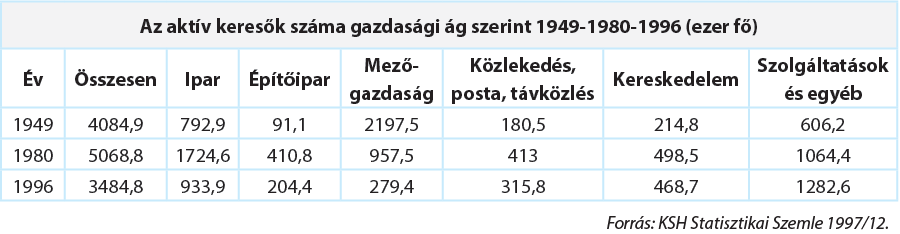 Az aktív keresők száma gazdasági ág szerint 1949-1980-1996 (ezer fő)
Év Összesen Ipar Építőipar Mező-gazdaság Közlekedés, posta, távközlés Kereskedelem Szolgáltatások és egyéb
1949 4084,9 792,9 91,1 2197,5 180,5 214,8 606,2
1980 5068,8 1724,6 410,8 957,5 413 498,5 1064,4
1996 3484,8 933,9 204,4 279,4 315,8 468,7 1282,6
Forrás: KSH Statisztikai Szemle 1997/12.